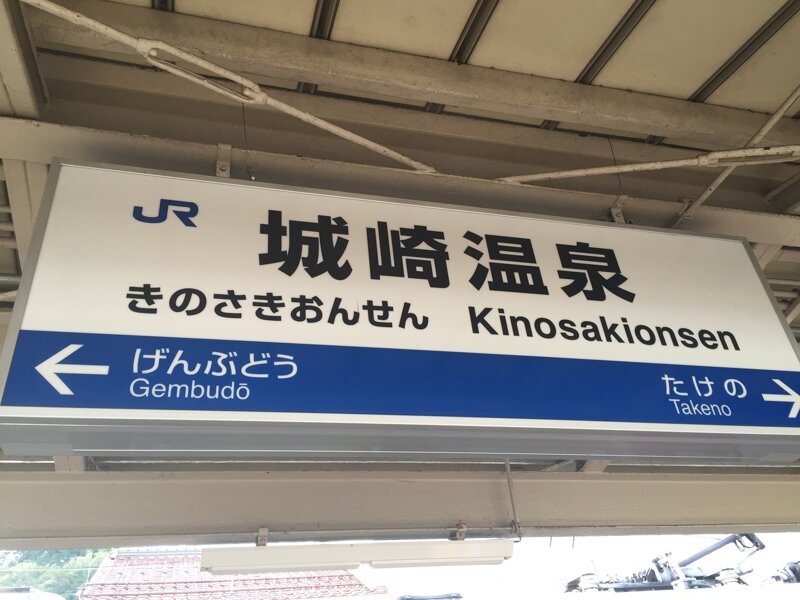 JR 城崎温泉
きのさきおんせん Kinosakionsen
← げんぶどう
Gembudō
たけの →
Takeno